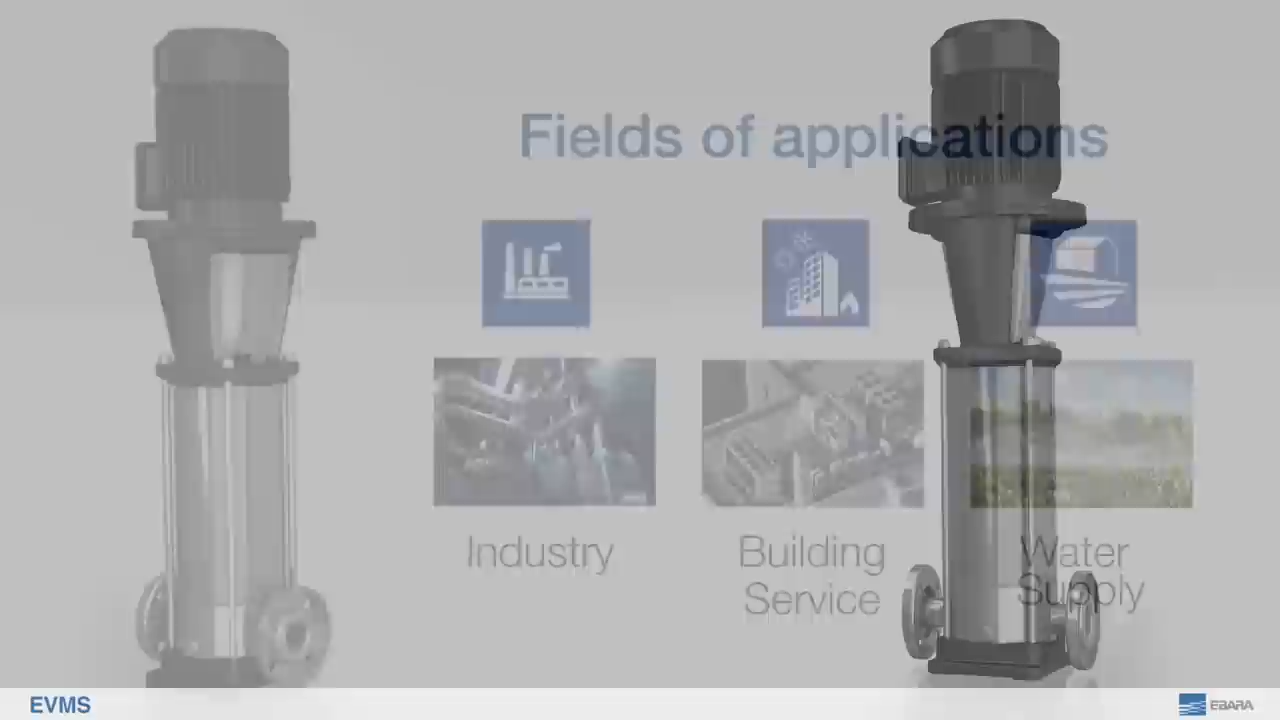 Fields of applications
Industry
Building
Service
Water
Supply
EVMS
EBARA